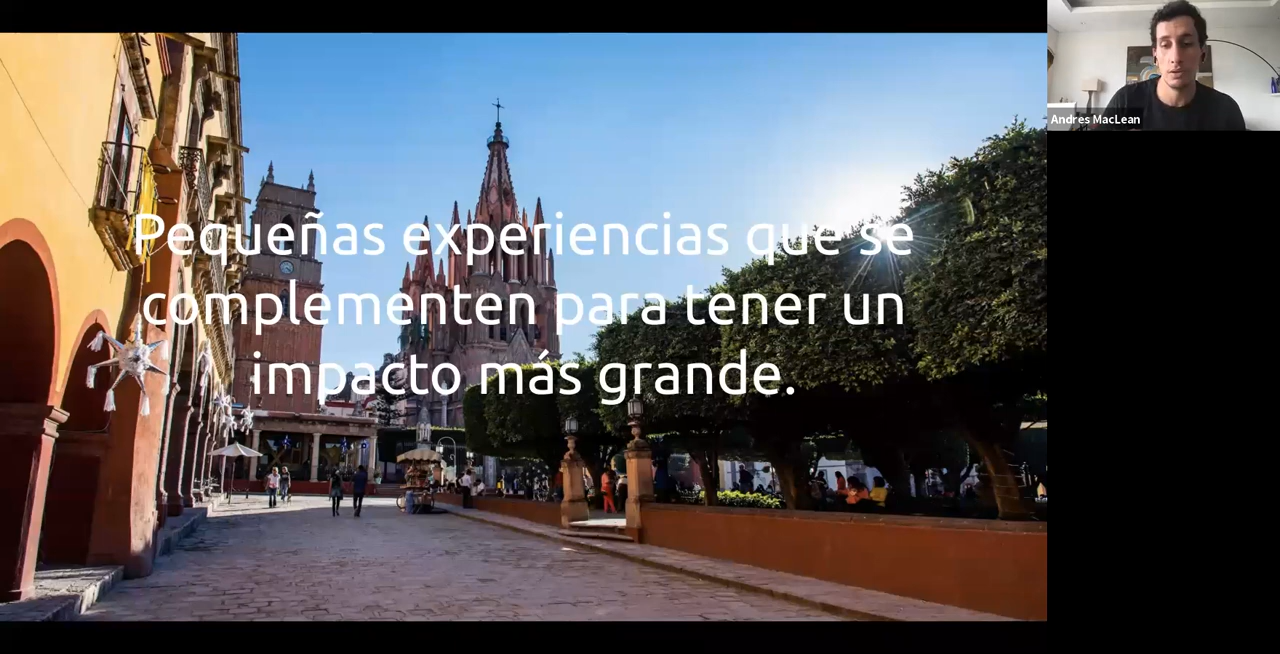 Pequeñas experiencias que se
complementen para tener un
impacto más grande.
Andres MacLean